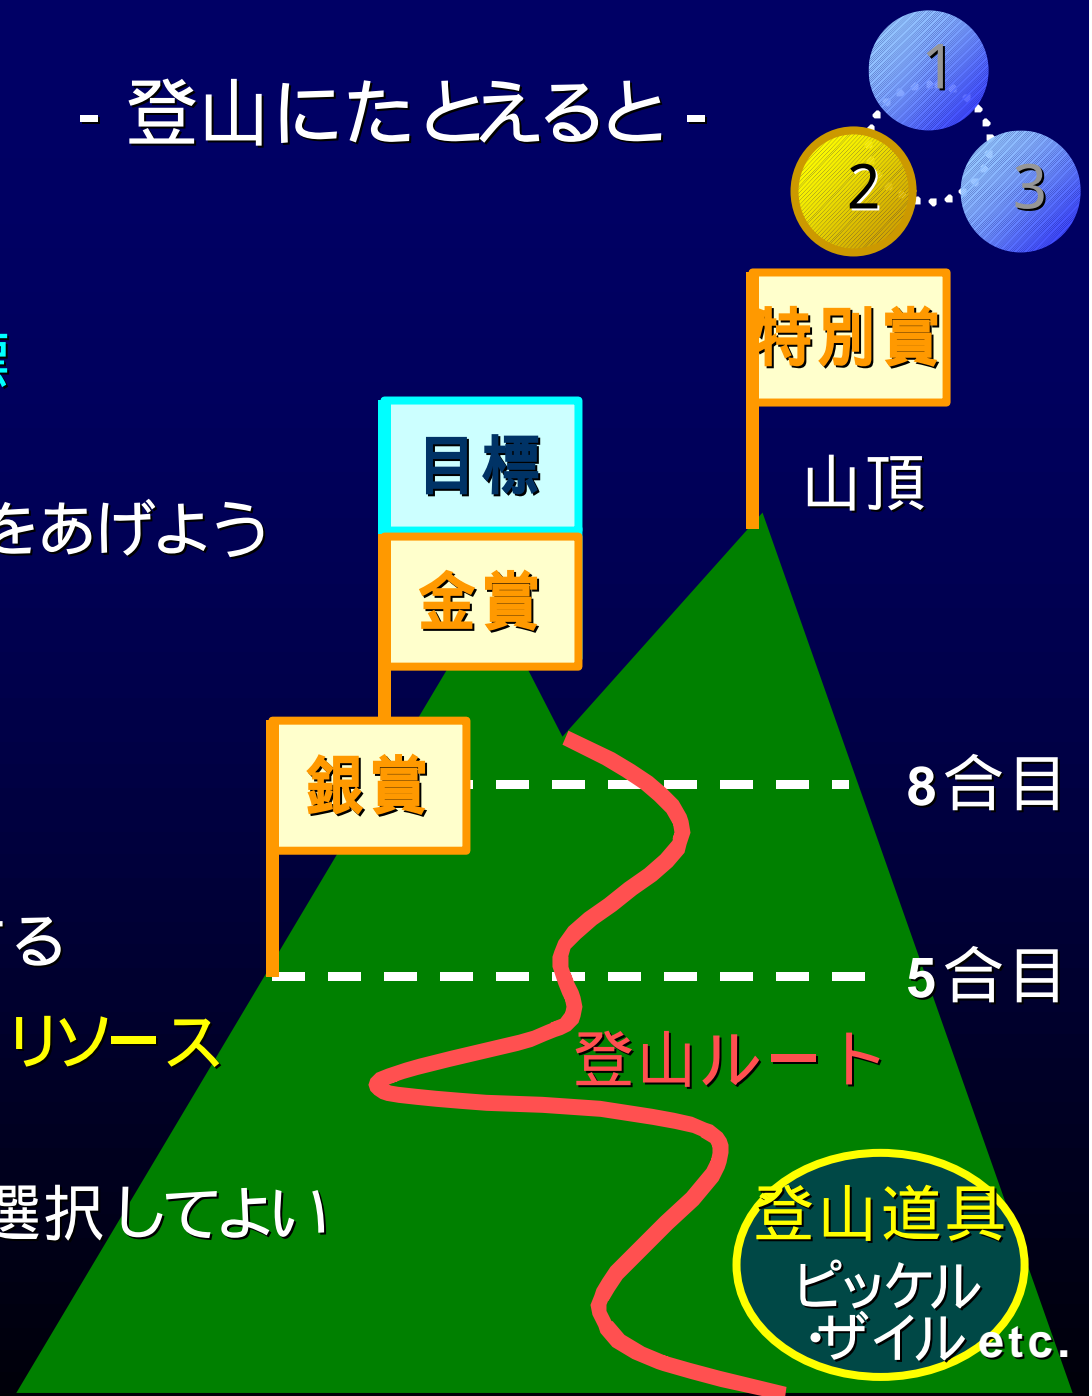 - 登山にたとえると -
1
2
3
特別賞
標
目標
山頂
をあげよう
金賞
銀賞
8合目
する
5合目
リソース
登山ルート
選択してよい
登山道具
ピッケル
・ザイル etc.